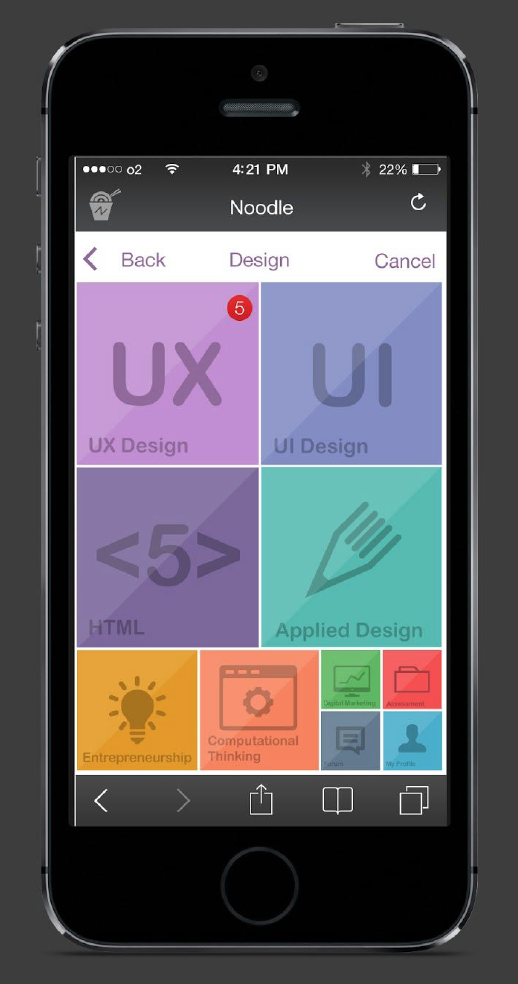 o2 4:21 PM 22%
Noodle
Back Design Cancel
5
UX
UX Design
UI
UI Design
<5>
HTML
Applied Design
Entrepreneurship
Computational
Thinking
Digital Marketing
Assessment
My Profile